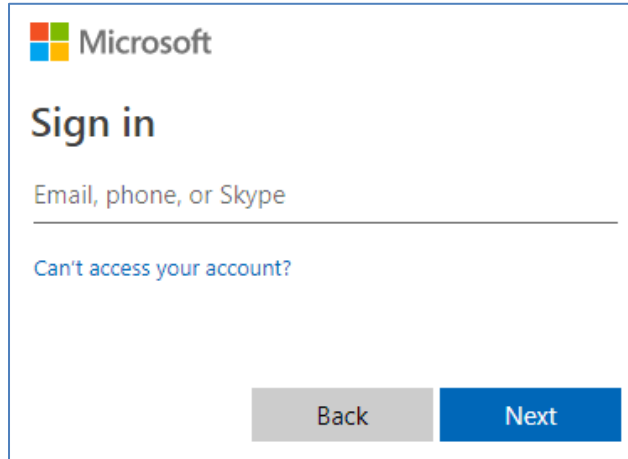 Microsoft
Sign in
Email, phone, or Skype
Can't access your account?
Back Next